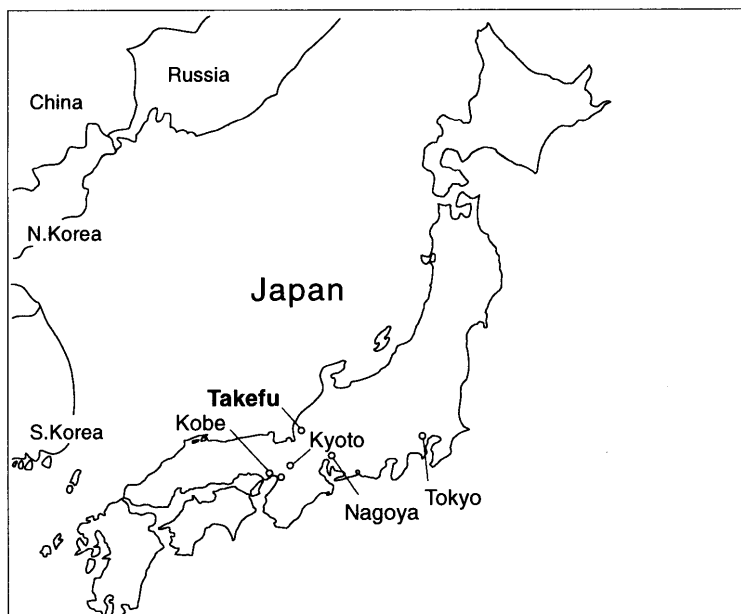 Russia
China
N.Korea
Japan
Takefu
S.Korea
Kobe
Kyoto
Tokyo
Nagoya